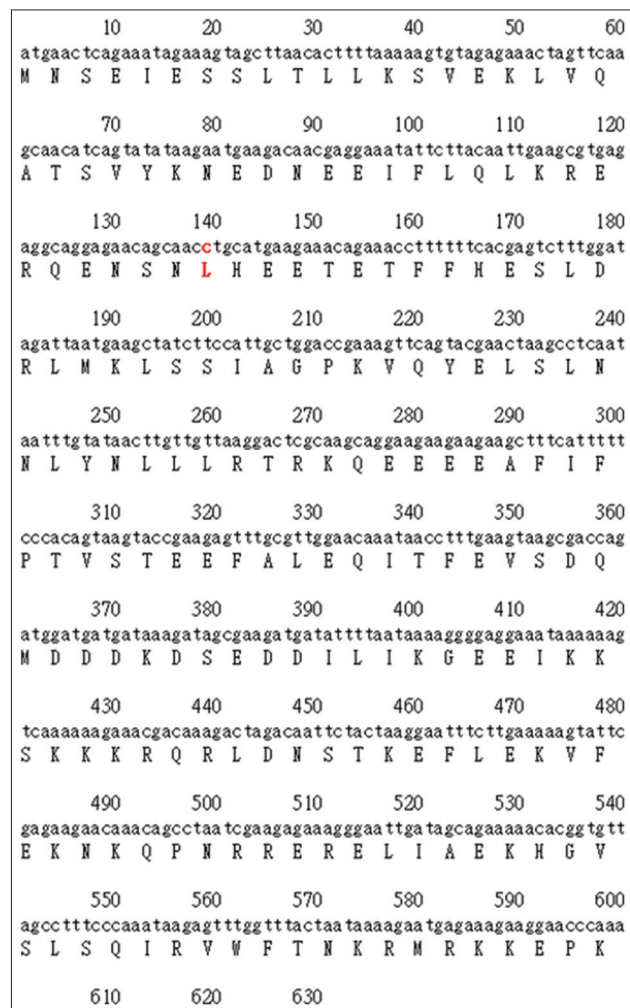 10 20 30 40 50 60
atgaactcagaaatagaaagtagcttaacacttttaaaaagtgtagagaaactagttcaa
M N S E I E S S L T L L K S V E K L V Q
70 80 90 100 110 120
gcaacatcagtatataagaatgaagacaacgaggaaatattcttacaattgaagcgtgag
A T S V Y K N E D N E E I F L Q L K R E
130 140 150 160 170 180
aggcaggagaacagcaacctgcatgaagaaacagaaaccttttttcacgagtctttggat
R Q E N S N L H E E T E T F F H E S L D
190 200 210 220 230 240
agattaatgaagctatcttccattgctggaccgaaagttcagtacgaactaagcctcaat
R L M K L S S I A G P K V Q Y E L S L N
250 260 270 280 290 300
aatttgtataacttgttgttaaggactcgcaagcaggaagaagaagaagctttcattttt
N L Y N L L L R T R K Q E E E E A F I F
310 320 330 340 350 360
cccacagtaagtaccgaagagtttgcgttggaacaaataacctttgaagtaagcgaccag
P T V S T E E F A L E Q I T F E V S D Q
370 380 390 400 410 420
atggatgatgataaagatagcgaagatgatattttaataaaaggggaggaaataaaaaag
M D D D K D S E D D I L I K G E E I K K
430 440 450 460 470 480
tcaaaaaagaaacgacaaagactagacaattctactaaggaatttcttgaaaaagtattc
S K K K R Q R L D N S T K E F L E K V F
490 500 510 520 530 540
gagaagaacaaacagcctaatcgaagagaaagggaattgatagcagaaaaacacggtgtt
E K N K Q P N R R E R E L I A E K H G V
550 560 570 580 590 600
agcctttcccaaataagagtttggtttactaataaaagaatgagaaagaaggaacccaaa
S L S Q I R V W F T N K R M R K K E P K
610 620 630